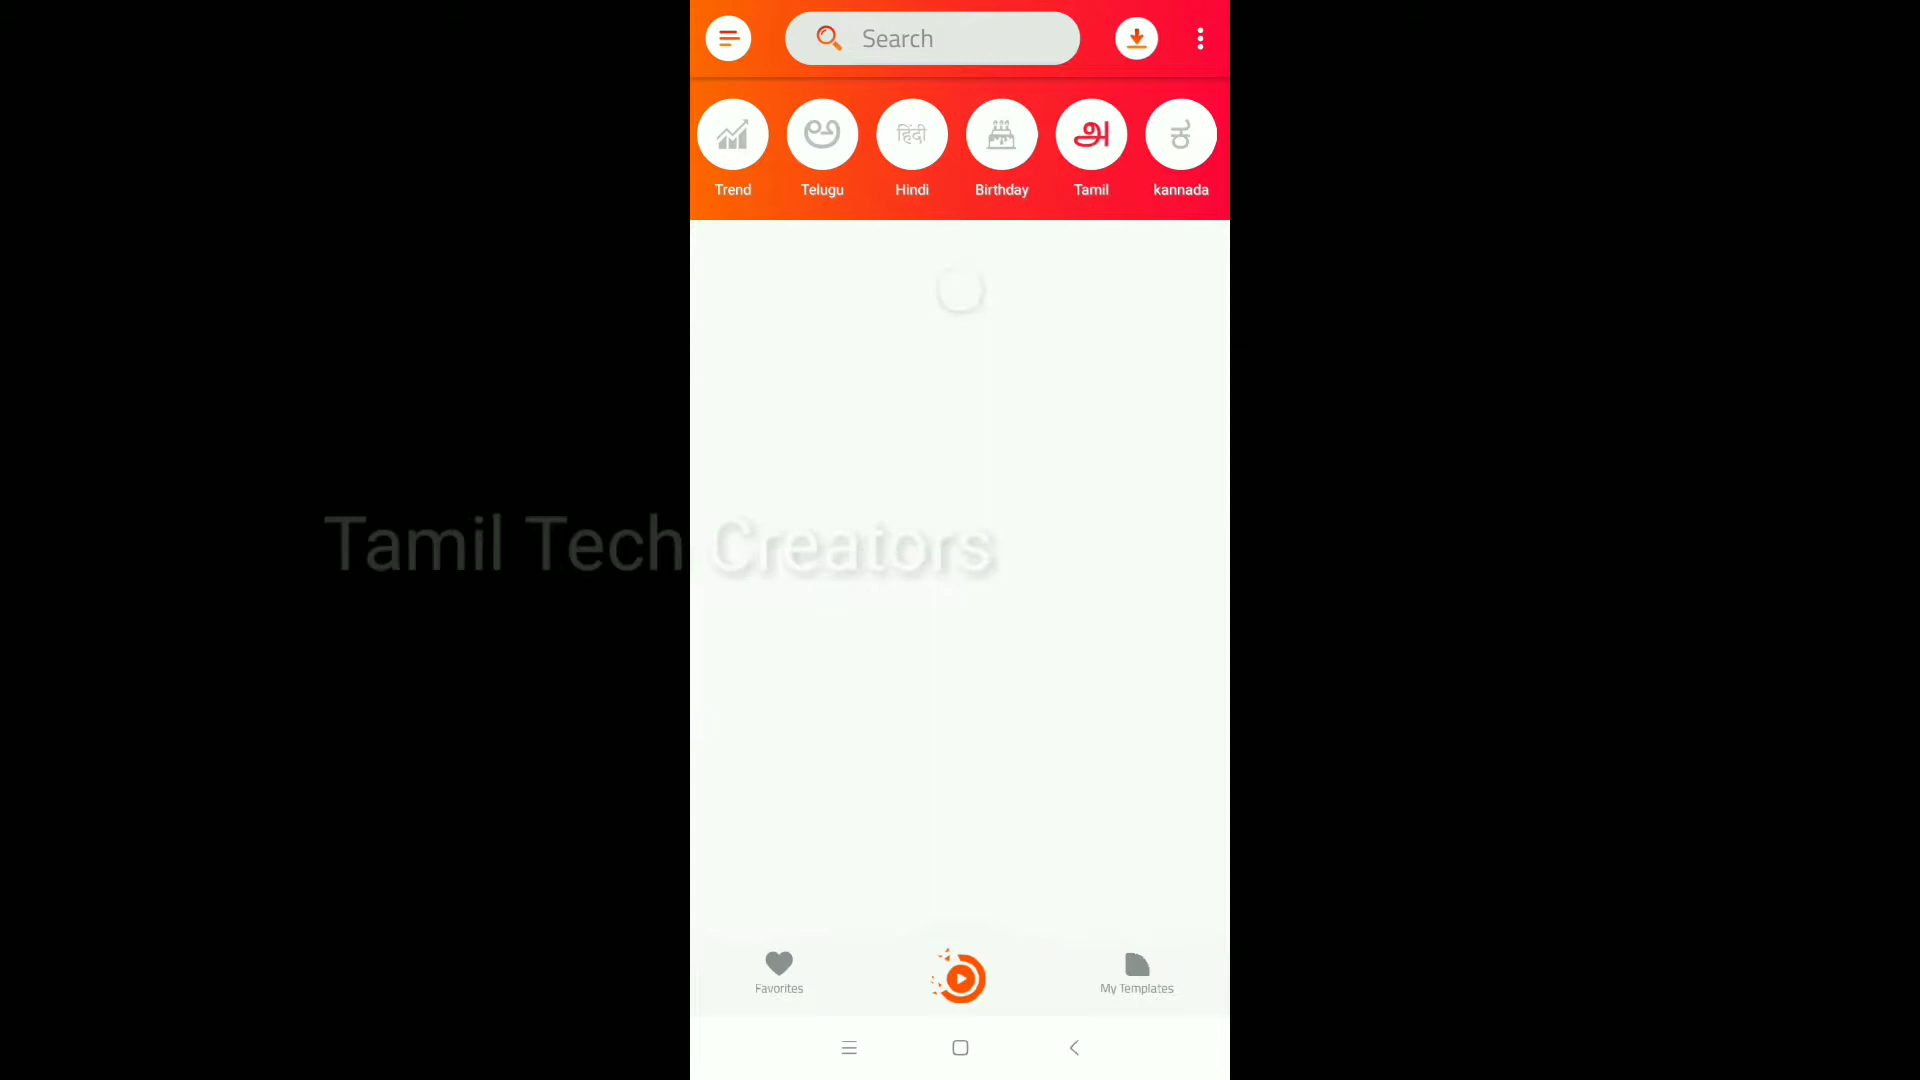 Search
అ
हिंदी
அ
ಕ
Trend
Telugu
Hindi
Birthday
Tamil
kannada
Tamil Tech Creators
Favorites
My Templates